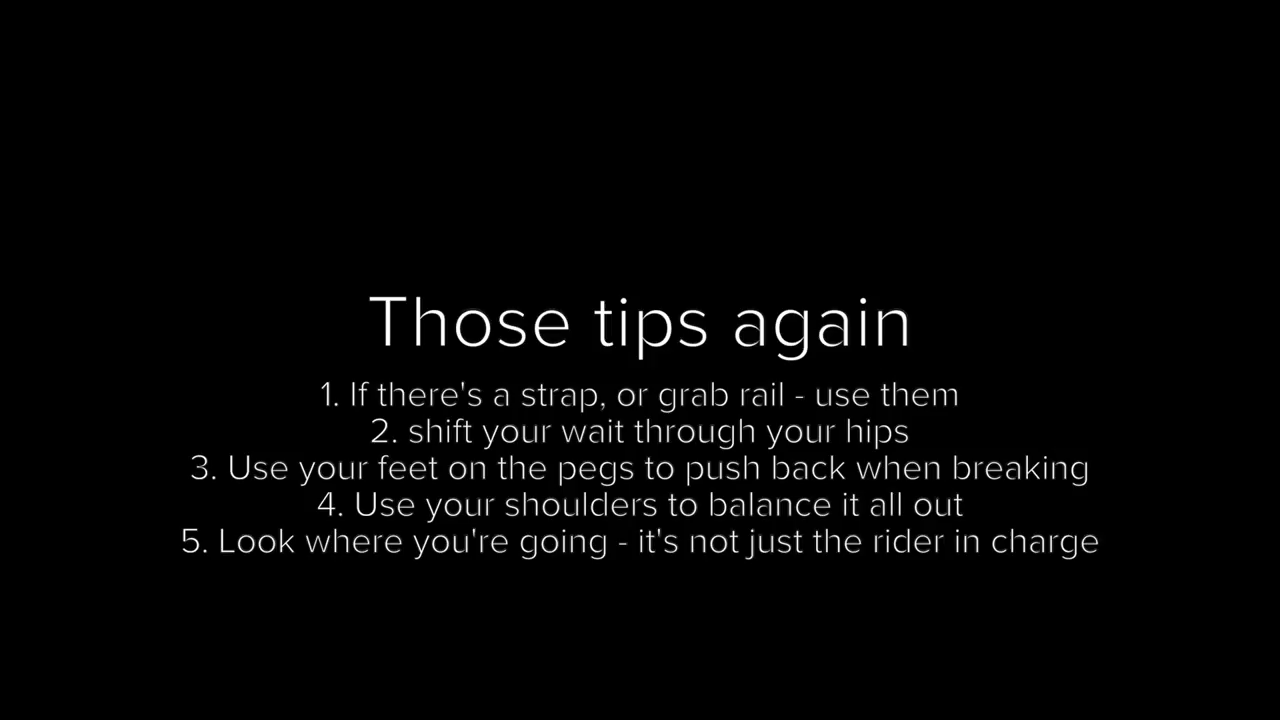 Those tips again
1. If there's a strap, or grab rail - use them
2. shift your wait through your hips
3. Use your feet on the pegs to push back when breaking
4. Use your shoulders to balance it all out
5. Look where you're going - it's not just the rider in charge